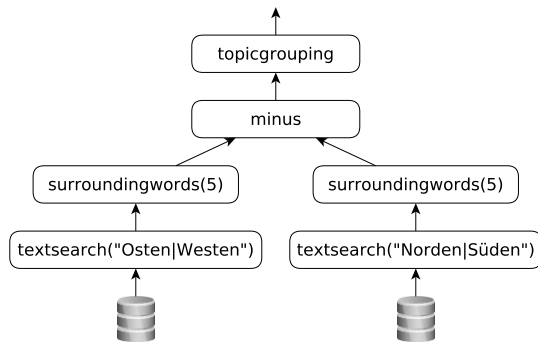 topicgrouping
minus
surroundingwords(5)
surroundingwords(5)
textsearch("Osten|Westen")
textsearch("Norden|Süden")